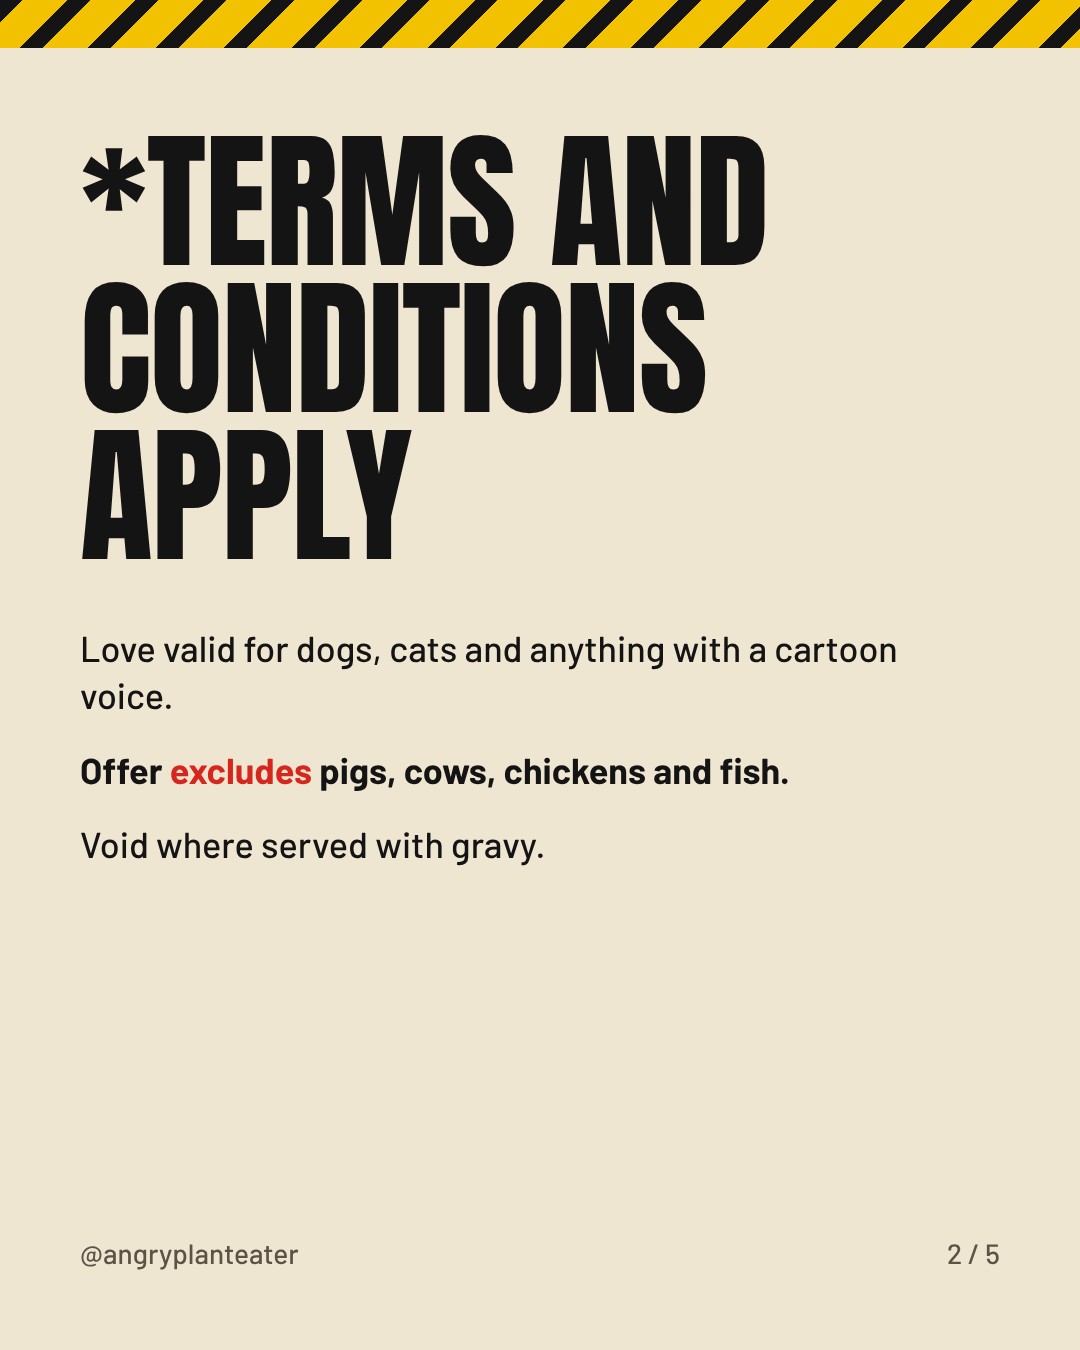 *TERMS AND
CONDITIONS
APPLY
Love valid for dogs, cats and anything with a cartoon
voice.
Offer excludes pigs, cows, chickens and fish.
Void where served with gravy.
@angryplanteater
2 / 5